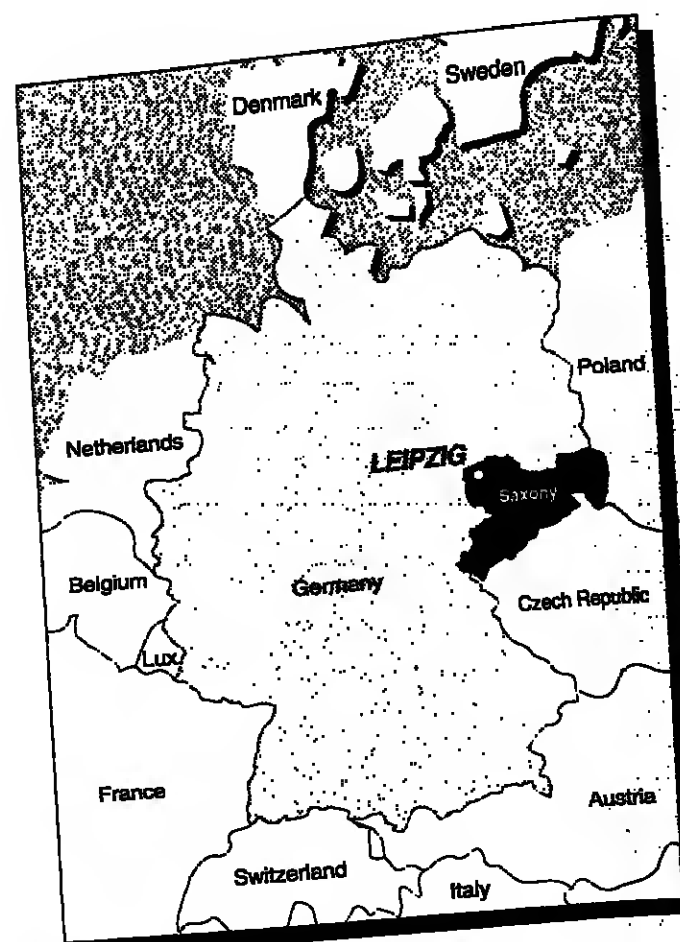 Denmark
Sweden
Poland
Netherlands
LEIPZIG
Saxony
Belgium
Germany
Czech Republic
Lux.
France
Austria
Switzerland
Italy